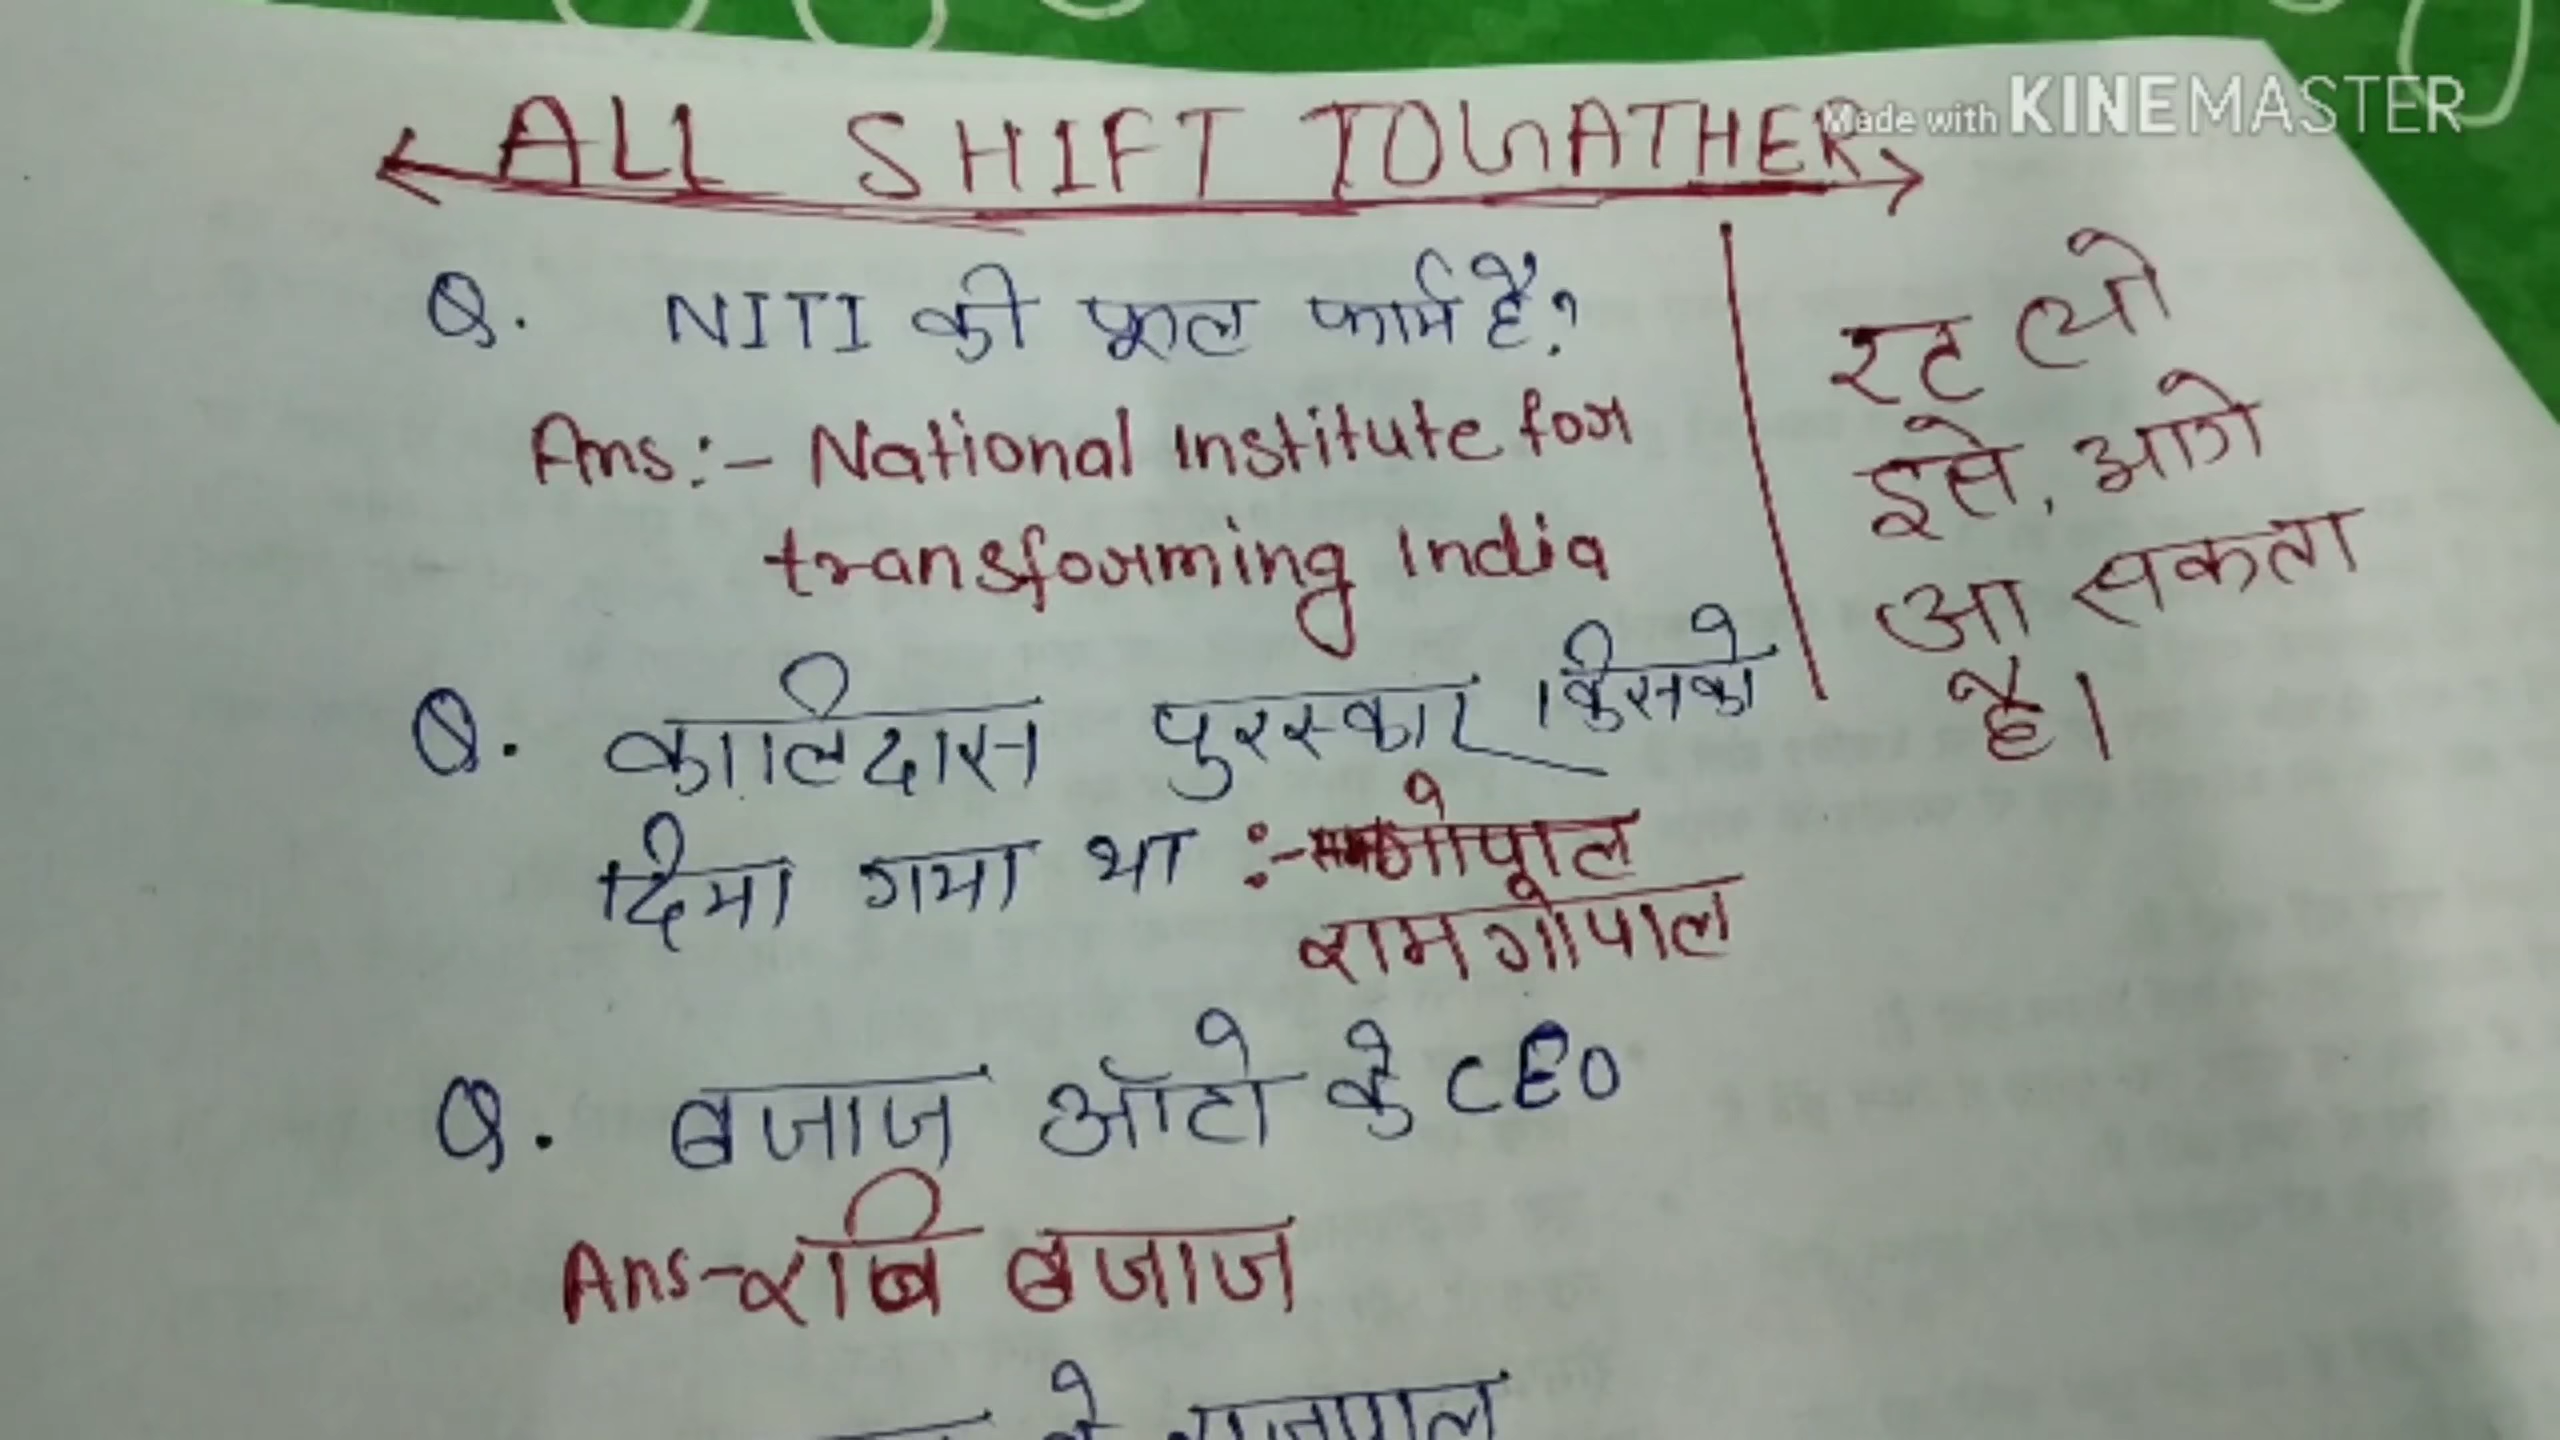 Made with KINEMASTER
ALL SHIFT TOGATHER
Q. NITI की फूल फार्म है?
Ans:- National Institute for
transforming India
रट ल्यो
इसे, आगे
आ सकता
है।
Q. कालिदास पुरस्कार किसको
दिया गया था :- गोपाल
रामगोपाल
Q. बजाज ऑटो के CEO
Ans-राबि बजाज
के राज्यपाल